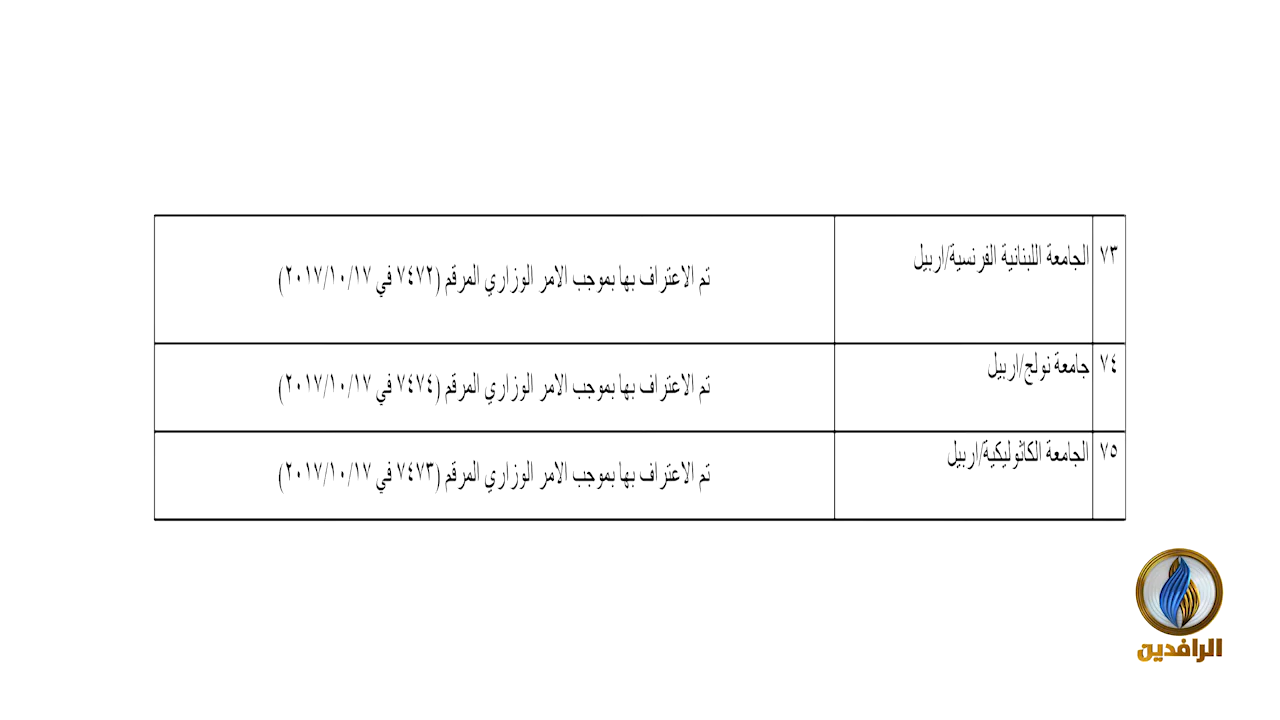 ٧٣ الجامعة اللبنانية الفرنسية/اربيل تم الاعتراف بها بموجب الامر الوزاري المرقم (٧٤٧٢ في ٢٠١٧/١٠/١٧)
٧٤ جامعة نولج/اربيل تم الاعتراف بها بموجب الامر الوزاري المرقم (٧٤٧٤ في ٢٠١٧/١٠/١٧)
٧٥ الجامعة الكاثوليكية/اربيل تم الاعتراف بها بموجب الامر الوزاري المرقم (٧٤٧٣ في ٢٠١٧/١٠/١٧)
الرافدين